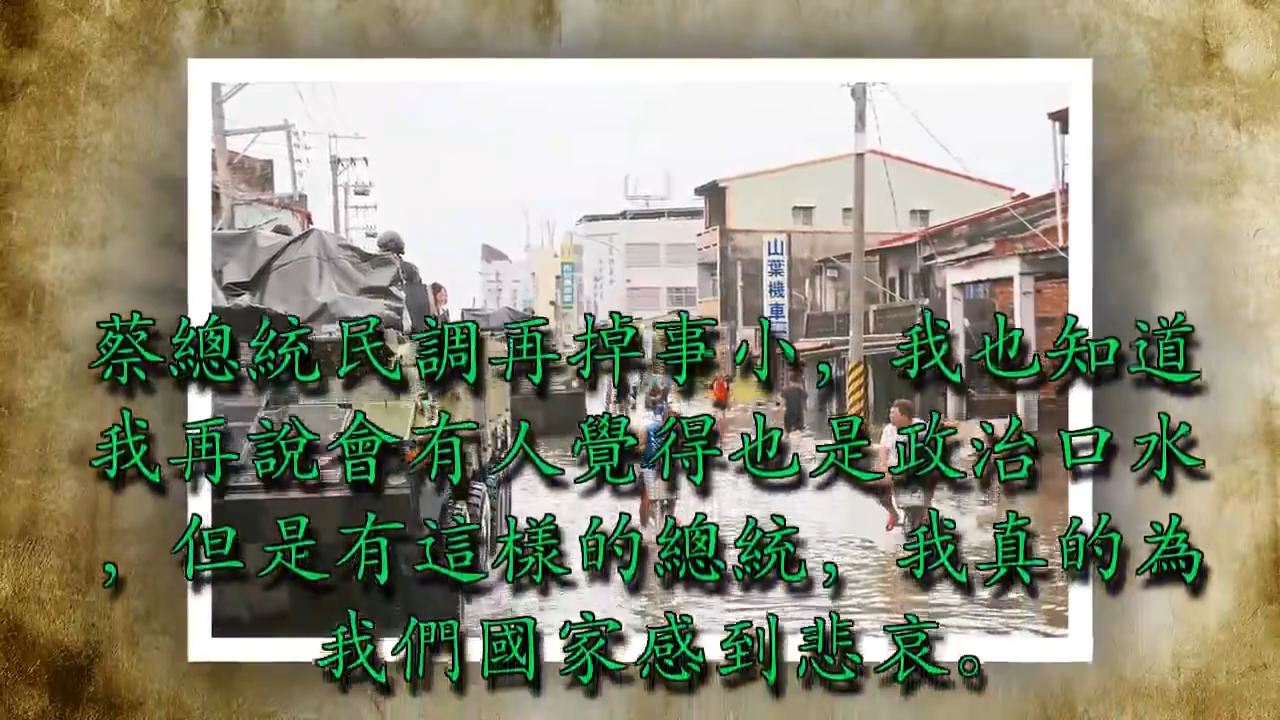 山葉機車
蔡總統民調再掉事小，我也知道
我再說會有人覺得也是政治口水
，但是有這樣的總統，我真的為
我們國家感到悲哀。